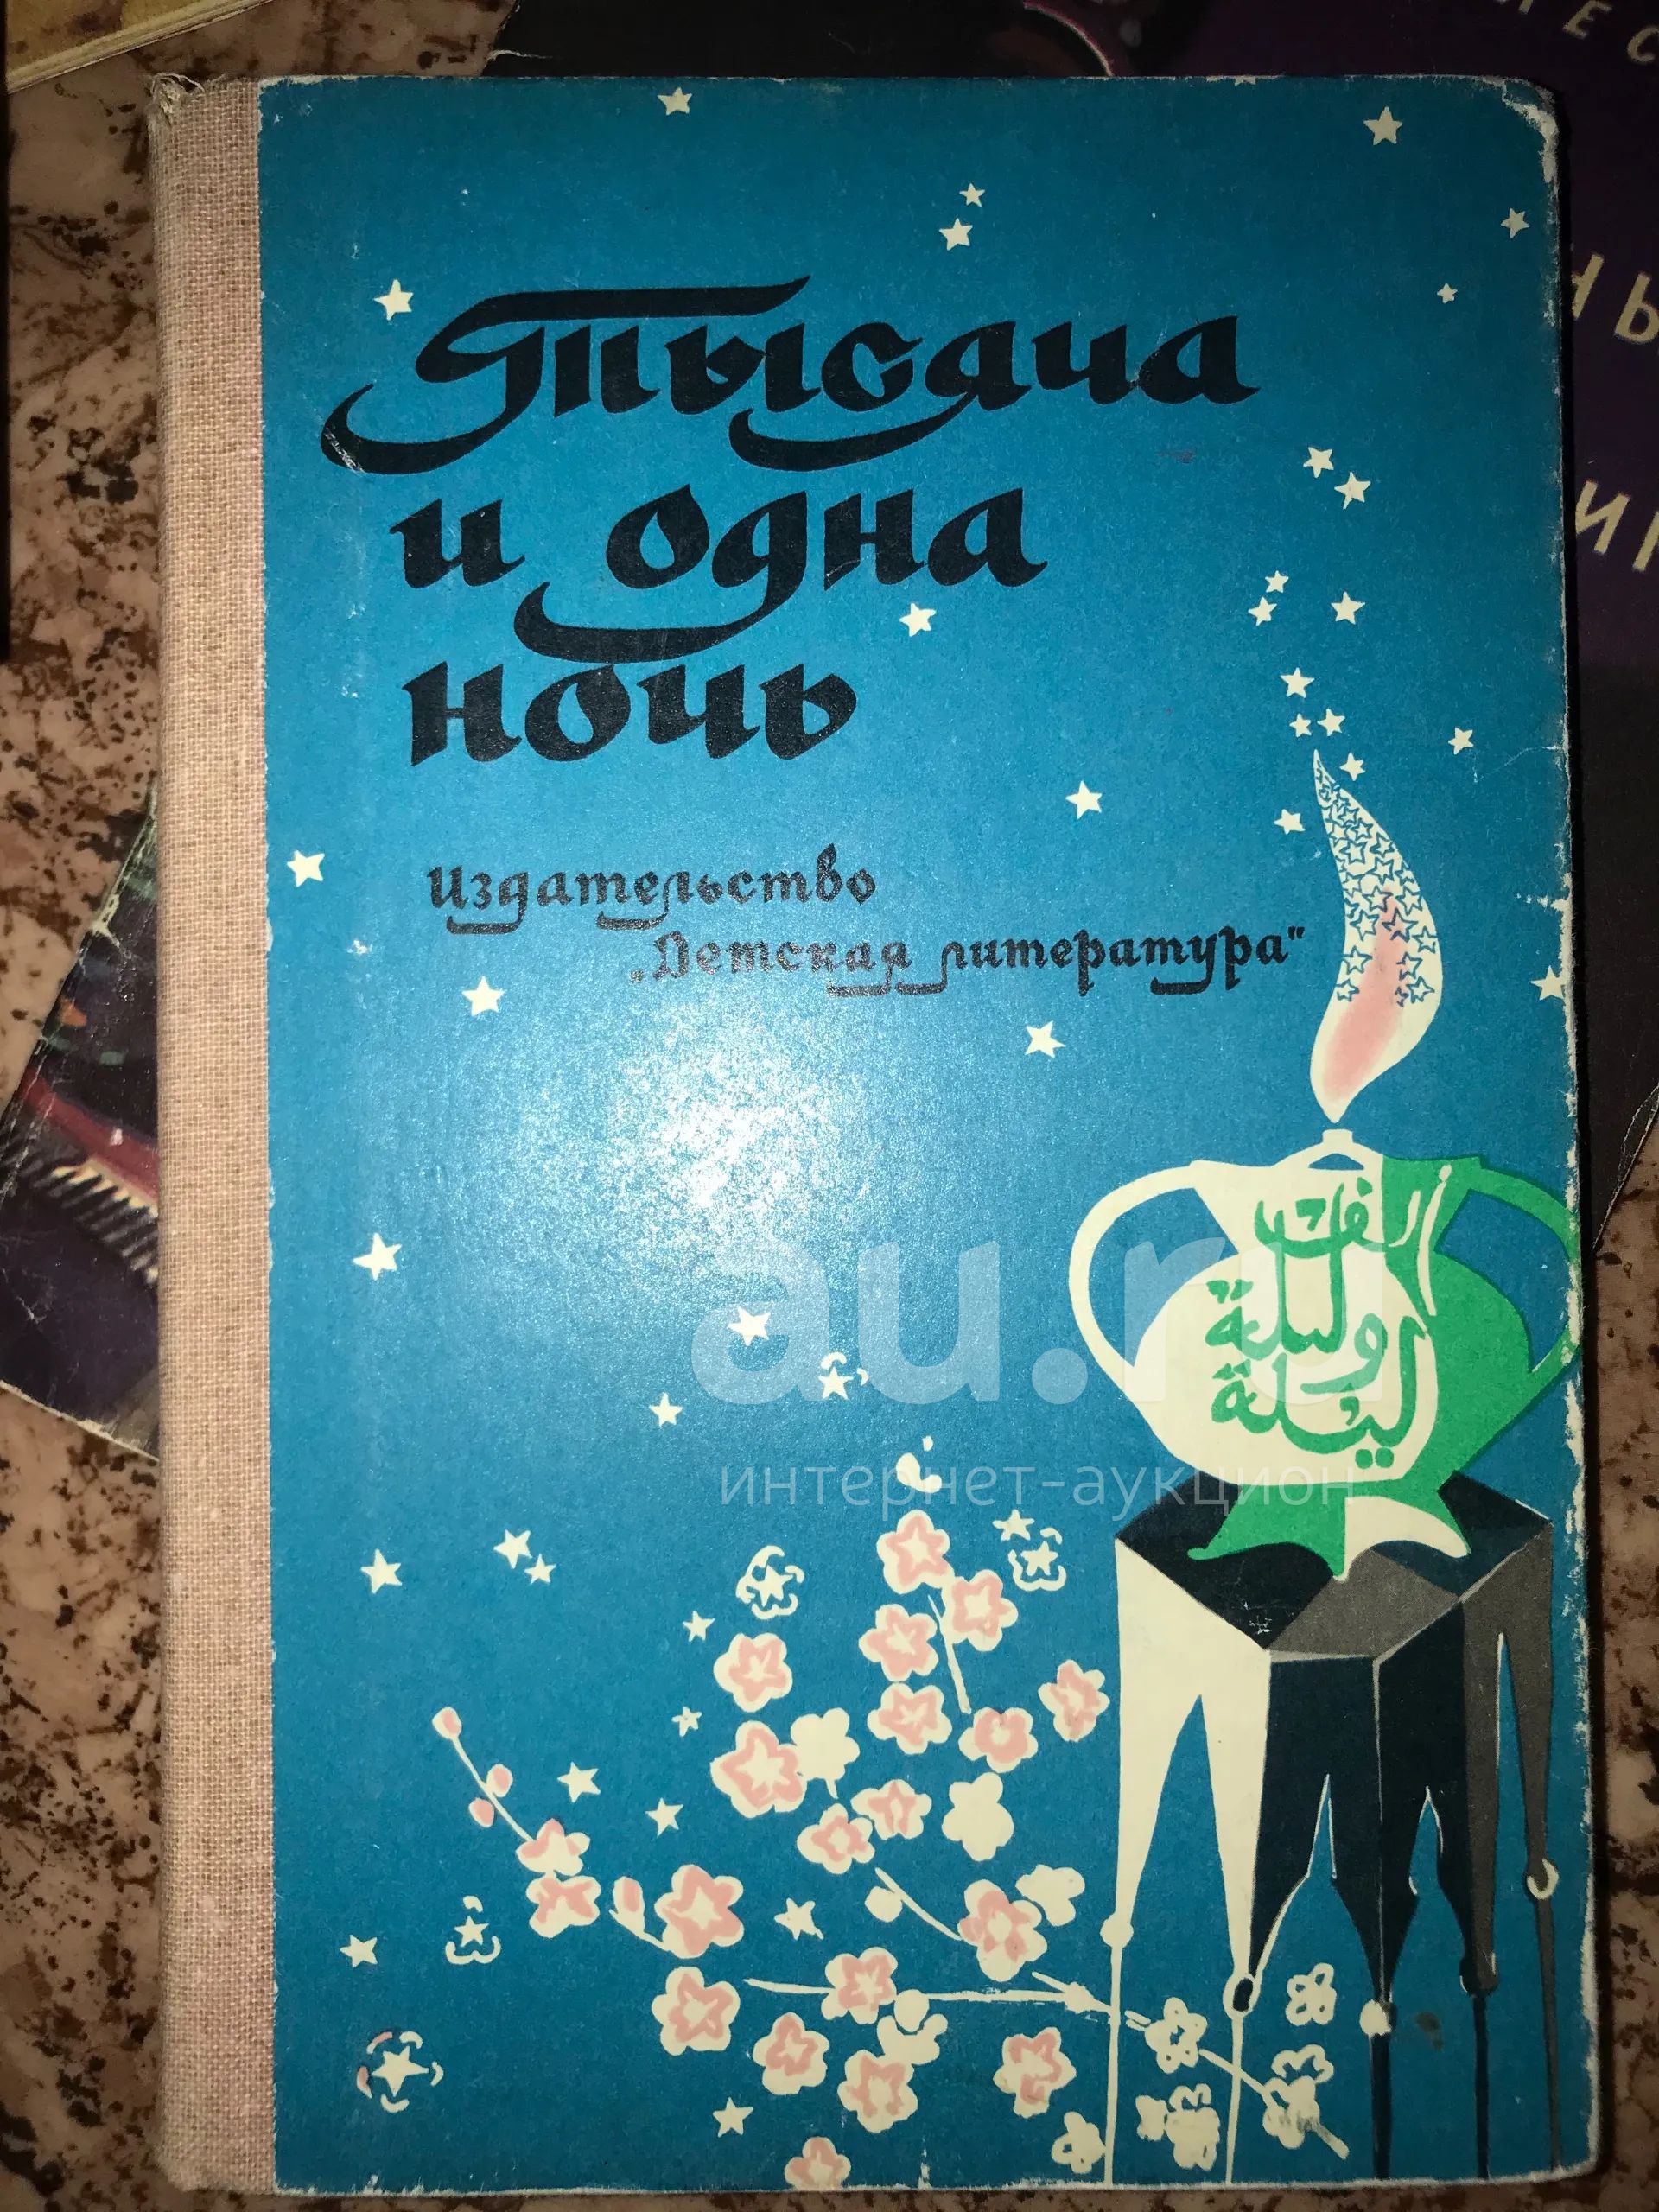 Тысяча
и одна
ночь
Издательство
„Детская литература"
ألف
ليلة
وليلة
au.ru
интернет-аукцион